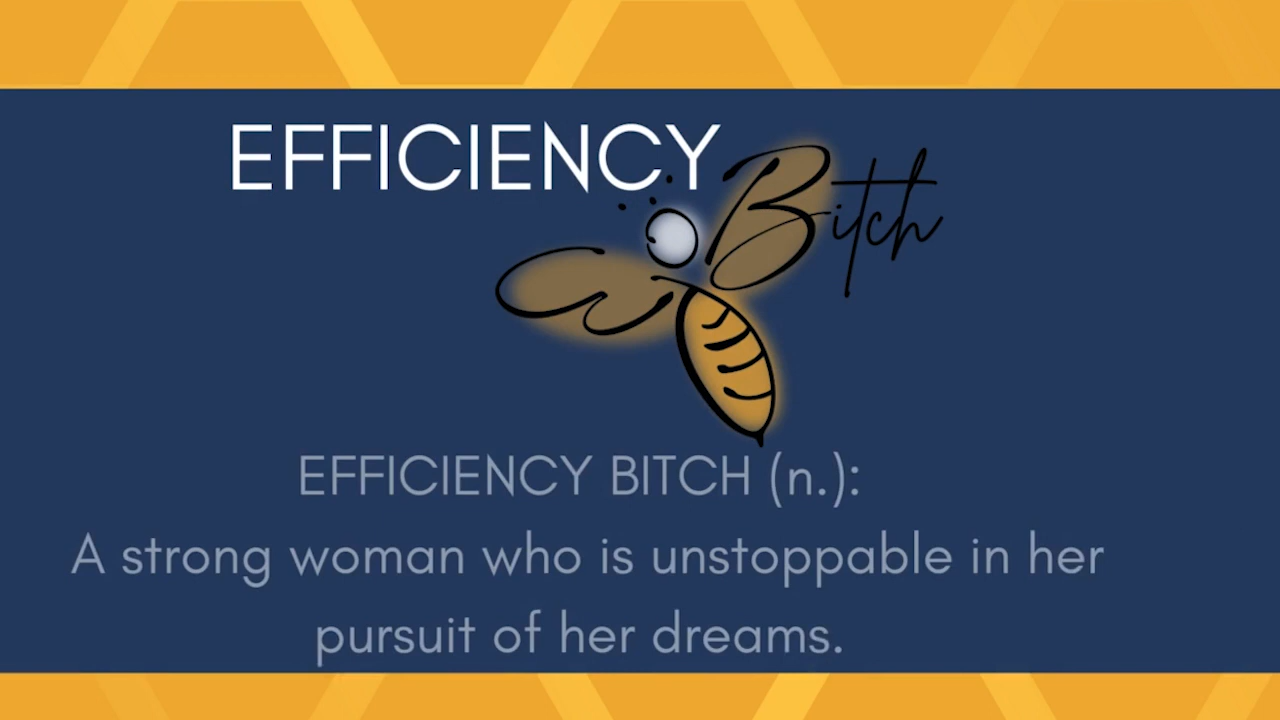 EFFICIENCY
Bitch
EFFICIENCY BITCH (n.):
A strong woman who is unstoppable in her
pursuit of her dreams.